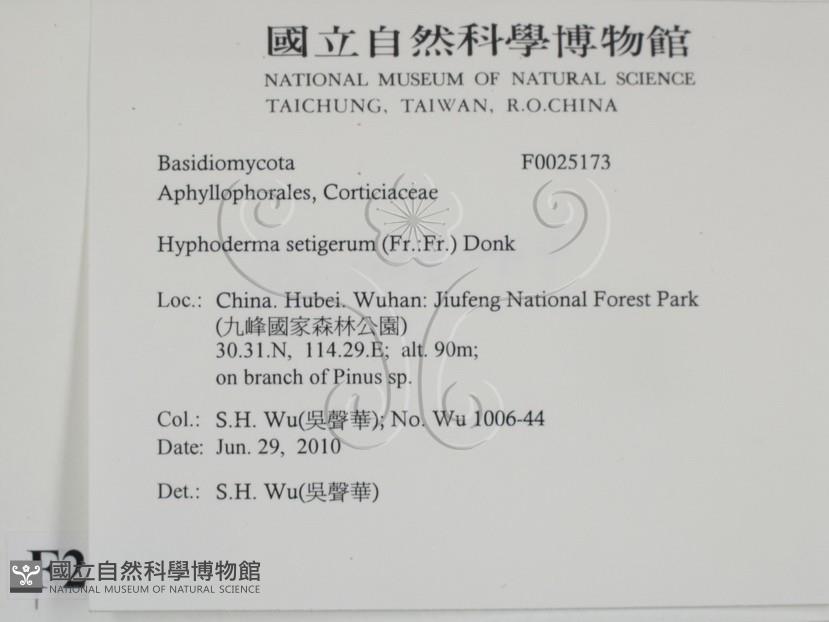 國立自然科學博物館
NATIONAL MUSEUM OF NATURAL SCIENCE
TAICHUNG, TAIWAN, R.O.CHINA
Basidiomycota F0025173
Aphyllophorales, Corticiaceae
Hyphoderma setigerum (Fr.:Fr.) Donk
Loc.: China. Hubei. Wuhan: Jiufeng National Forest Park
(九峰國家森林公園)
30.31.N, 114.29.E; alt. 90m;
on branch of Pinus sp.
Col.: S.H. Wu(吳聲華); No. Wu 1006-44
Date: Jun. 29, 2010
Det.: S.H. Wu(吳聲華)
國立自然科學博物館
NATIONAL MUSEUM OF NATURAL SCIENCE